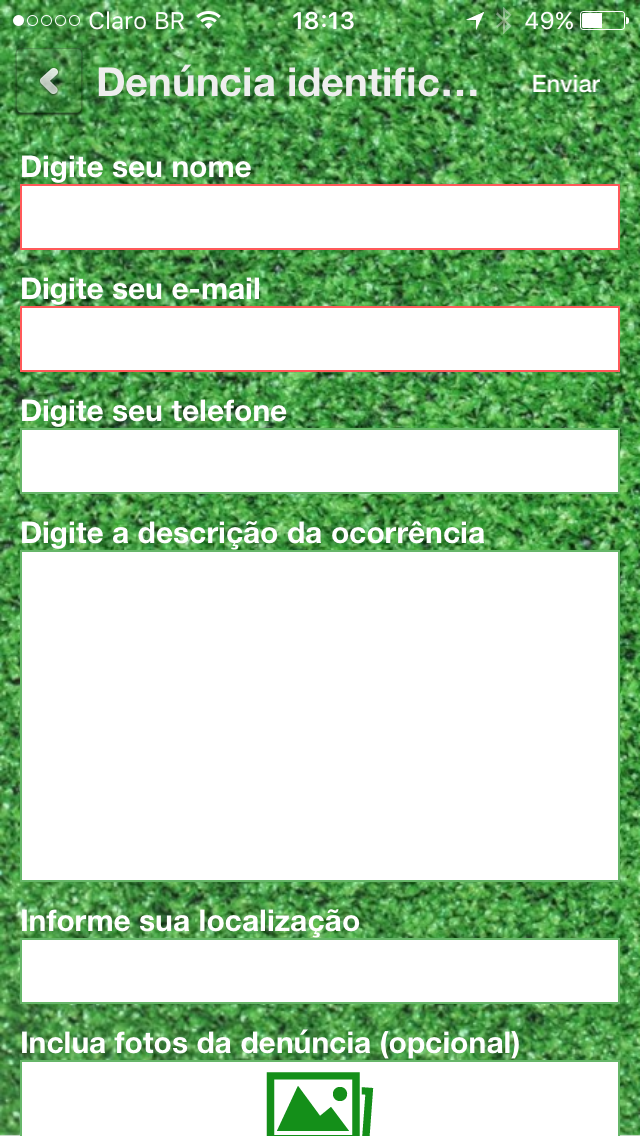 Claro BR 18:13 49%
Denúncia identific... Enviar
Digite seu nome
Digite seu e-mail
Digite seu telefone
Digite a descrição da ocorrência
Informe sua localização
Inclua fotos da denúncia (opcional)